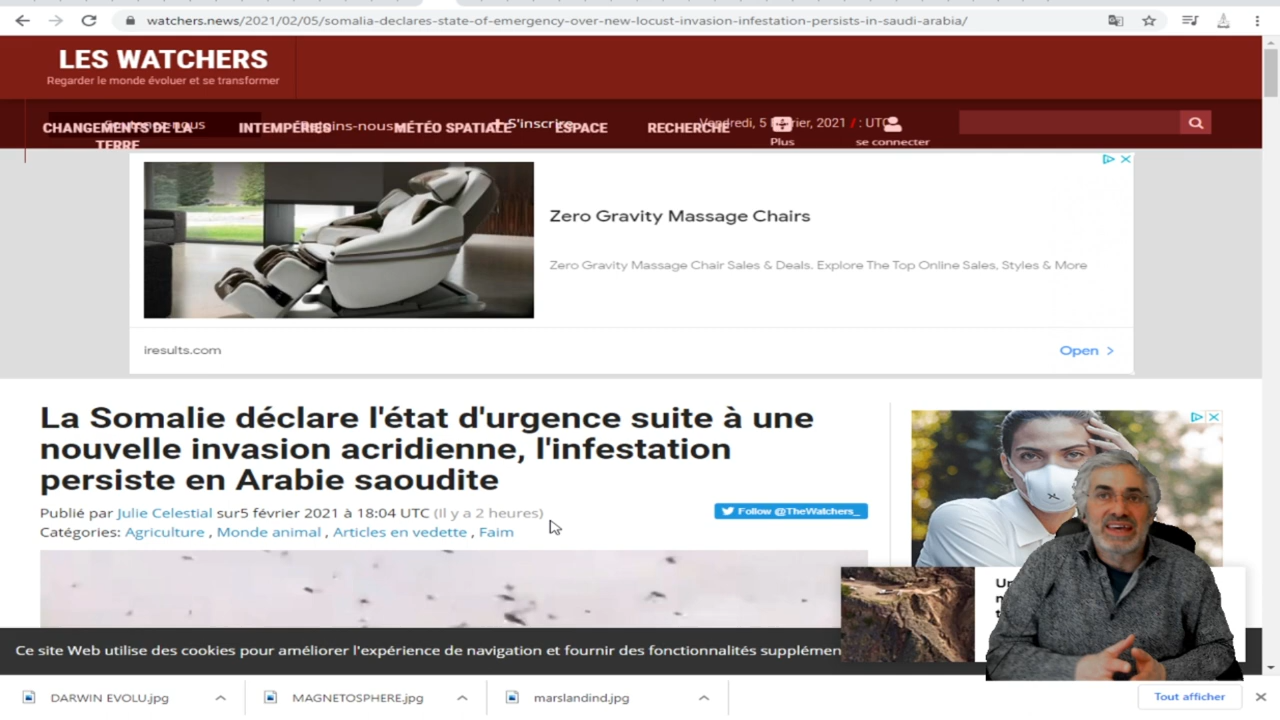 watchers.news/2021/02/05/somalia-declares-state-of-emergency-over-new-locust-invasion-infestation-persists-in-saudi-arabia/
LES WATCHERS
Regarder le monde évoluer et se transformer
CHANGEMENTS DE LA TERRE
INTEMPÉRIES
MÉTÉO SPATIALE
S'inscrire
ESPACE
RECHERCHE
Vendredi, 5 février, 2021 / : UTC
Plus
se connecter
Zero Gravity Massage Chairs
Zero Gravity Massage Chair Sales & Deals. Explore The Top Online Sales, Styles & More
iresults.com
Open >
La Somalie déclare l'état d'urgence suite à une
nouvelle invasion acridienne, l'infestation
persiste en Arabie saoudite
Publié par Julie Celestial sur5 février 2021 à 18:04 UTC (Il y a 2 heures)
Follow @TheWatchers_
Catégories: Agriculture , Monde animal , Articles en vedette , Faim
Ce site Web utilise des cookies pour améliorer l'expérience de navigation et fournir des fonctionnalités
DARWIN EVOLU.jpg
MAGNETOSPHERE.jpg
marslandind.jpg
Tout afficher